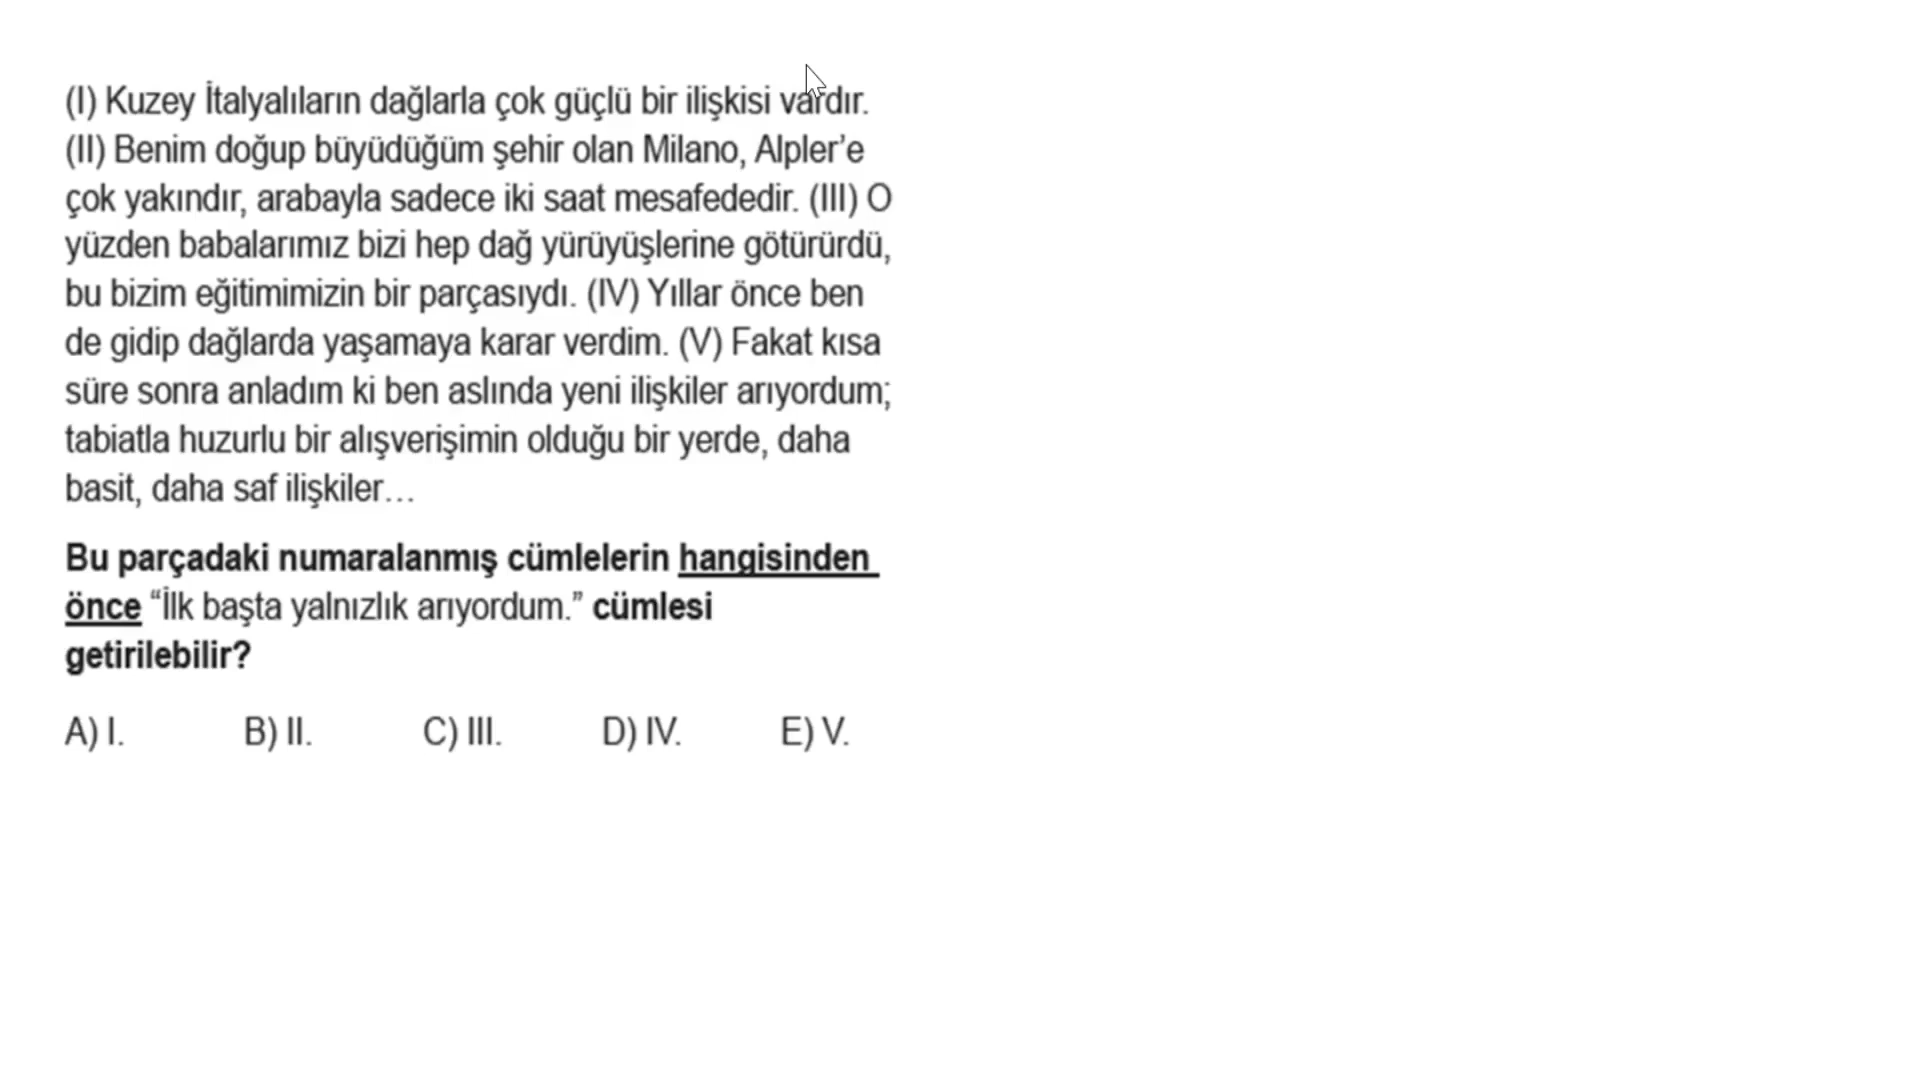 (I) Kuzey İtalyalıların dağlarla çok güçlü bir ilişkisi vardır.
(II) Benim doğup büyüdüğüm şehir olan Milano, Alpler’e
çok yakındır, arabayla sadece iki saat mesafededir. (III) O
yüzden babalarımız bizi hep dağ yürüyüşlerine götürürdü,
bu bizim eğitimimizin bir parçasıydı. (IV) Yıllar önce ben
de gidip dağlarda yaşamaya karar verdim. (V) Fakat kısa
süre sonra anladım ki ben aslında yeni ilişkiler arıyordum;
tabiatla huzurlu bir alışverişimin olduğu bir yerde, daha
basit, daha saf ilişkiler…
Bu parçadaki numaralanmış cümlelerin hangisinden
önce “İlk başta yalnızlık arıyordum.” cümlesi
getirilebilir?
A) I. B) II. C) III. D) IV. E) V.